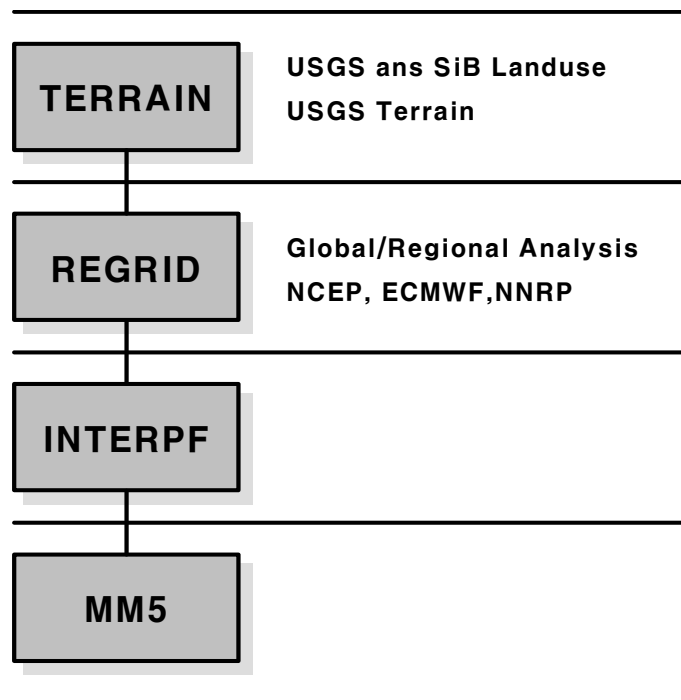 TERRAIN
USGS ans SiB Landuse
USGS Terrain
REGRID
Global/Regional Analysis
NCEP, ECMWF,NNRP
INTERPF
MM5